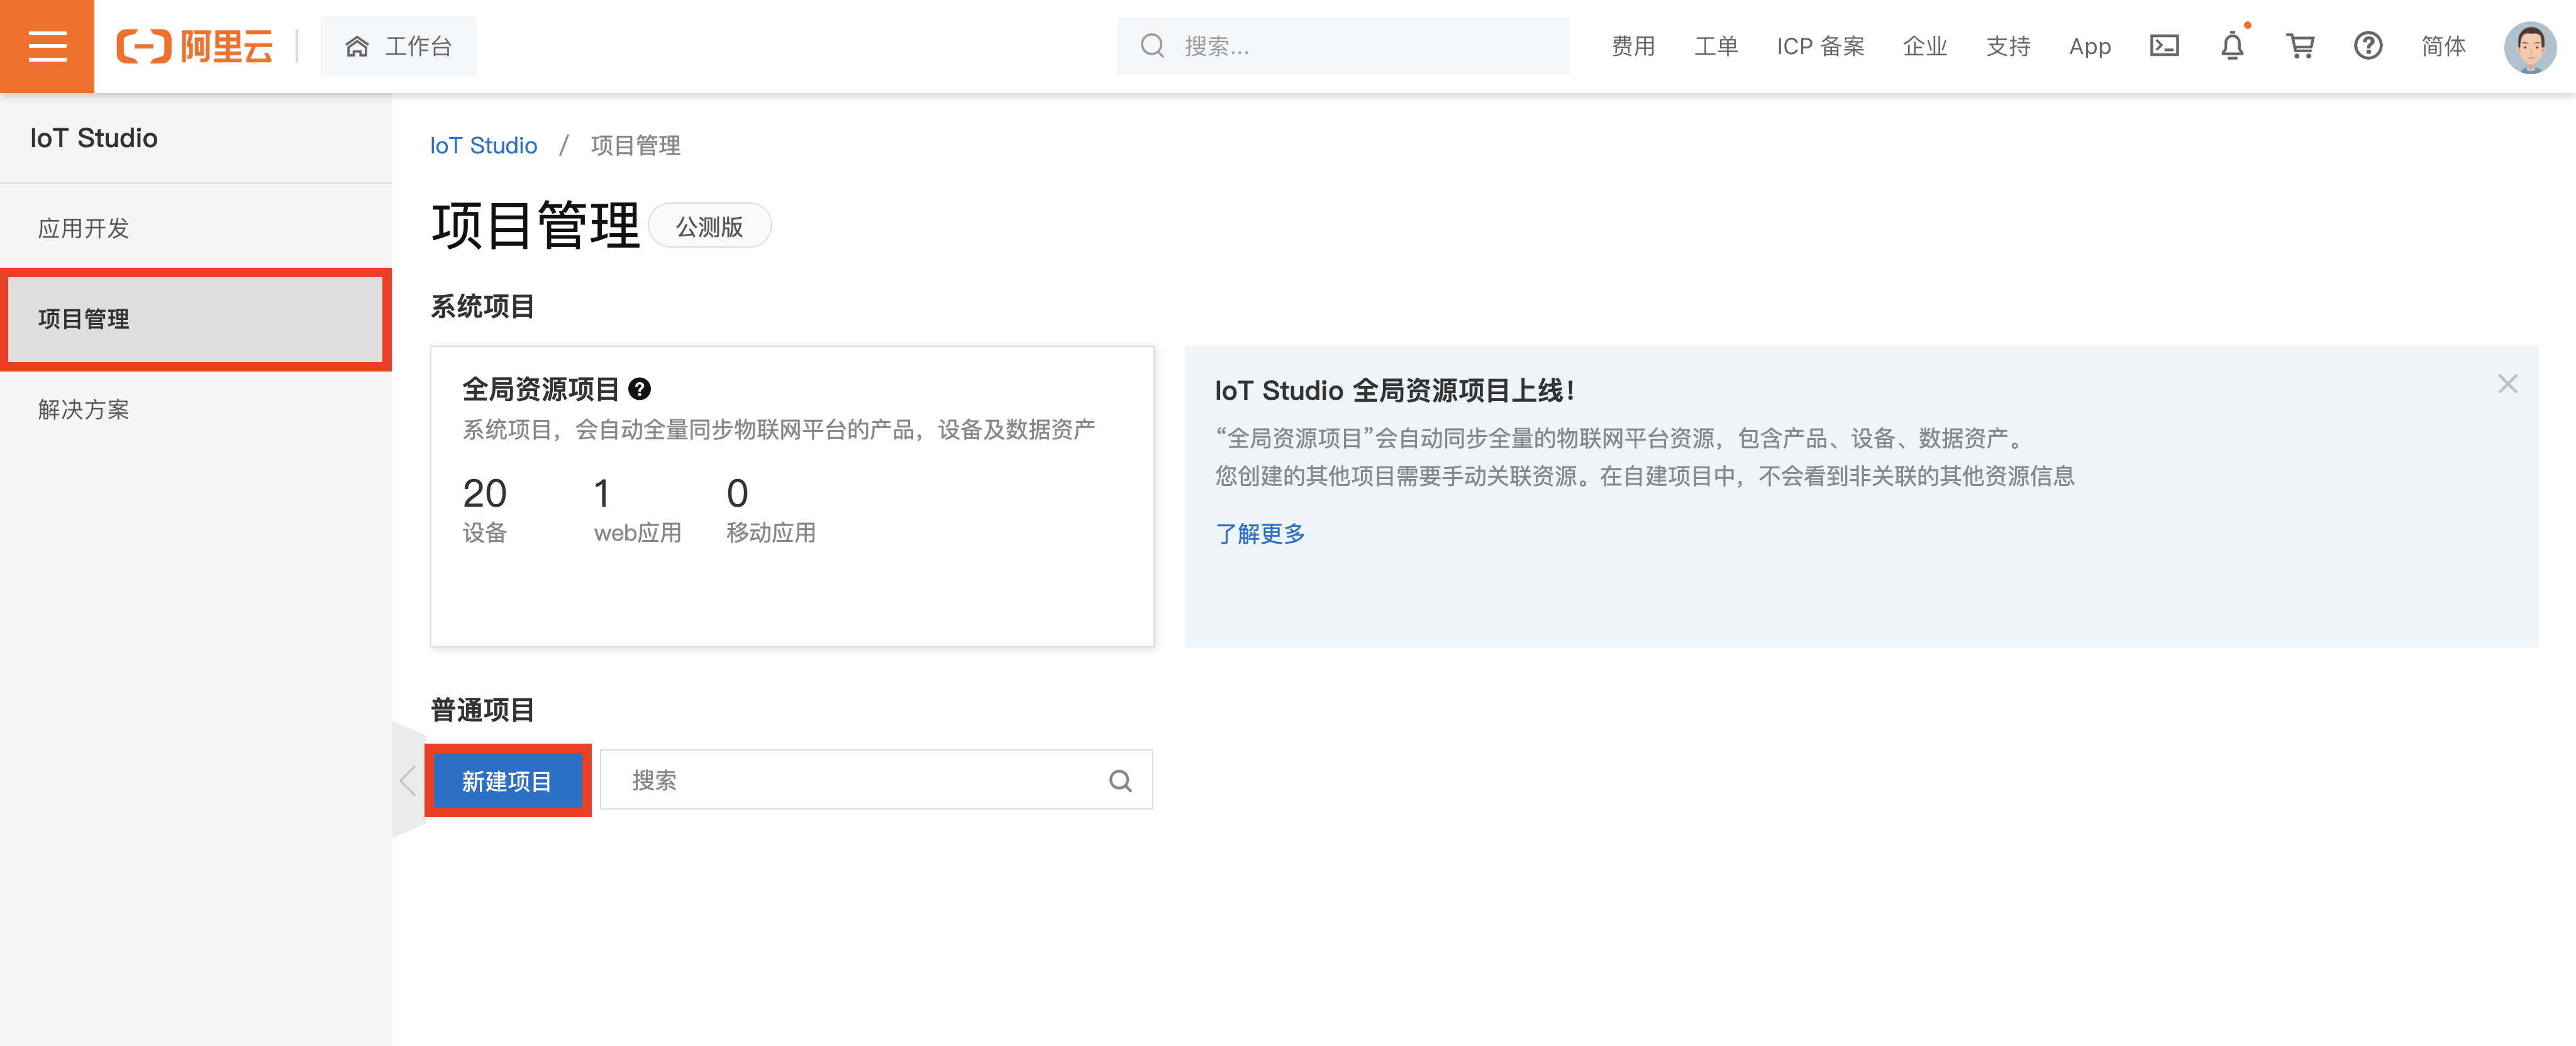 阿里云
工作台
搜索...
费用
工单
ICP 备案
企业
支持
App
简体
IoT Studio
应用开发
项目管理
解决方案
IoT Studio / 项目管理
项目管理 公测版
系统项目
全局资源项目
系统项目，会自动全量同步物联网平台的产品，设备及数据资产
20 1 0
设备 web应用 移动应用
IoT Studio 全局资源项目上线！
“全局资源项目”会自动同步全量的物联网平台资源，包含产品、设备、数据资产。
您创建的其他项目需要手动关联资源。在自建项目中，不会看到非关联的其他资源信息
了解更多
普通项目
新建项目
搜索